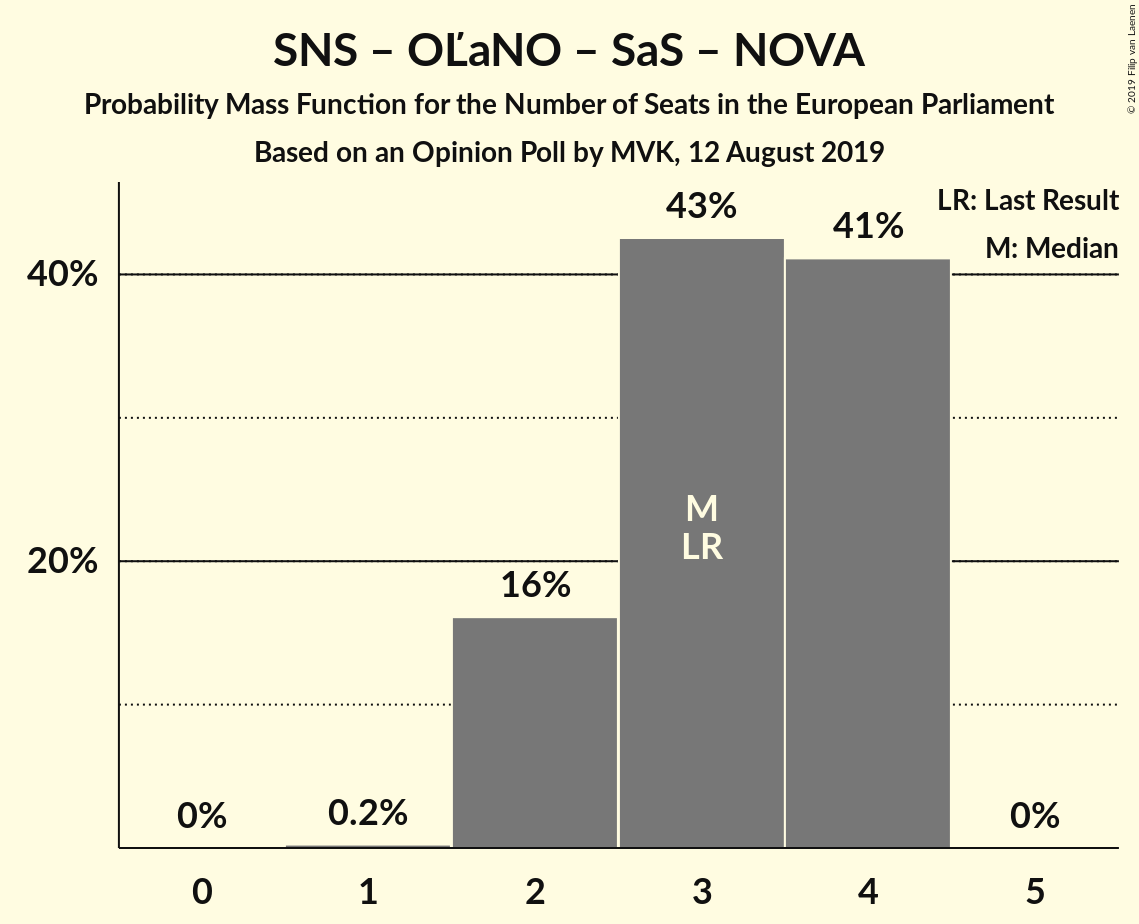 SNS – OĽaNO – SaS – NOVA
Probability Mass Function for the Number of Seats in the European Parliament
Based on an Opinion Poll by MVK, 12 August 2019
© 2019 Filip van Laenen
LR: Last Result
M: Median
40%
20%
0%
0.2%
16%
43%
41%
0%
M
LR
0
1
2
3
4
5